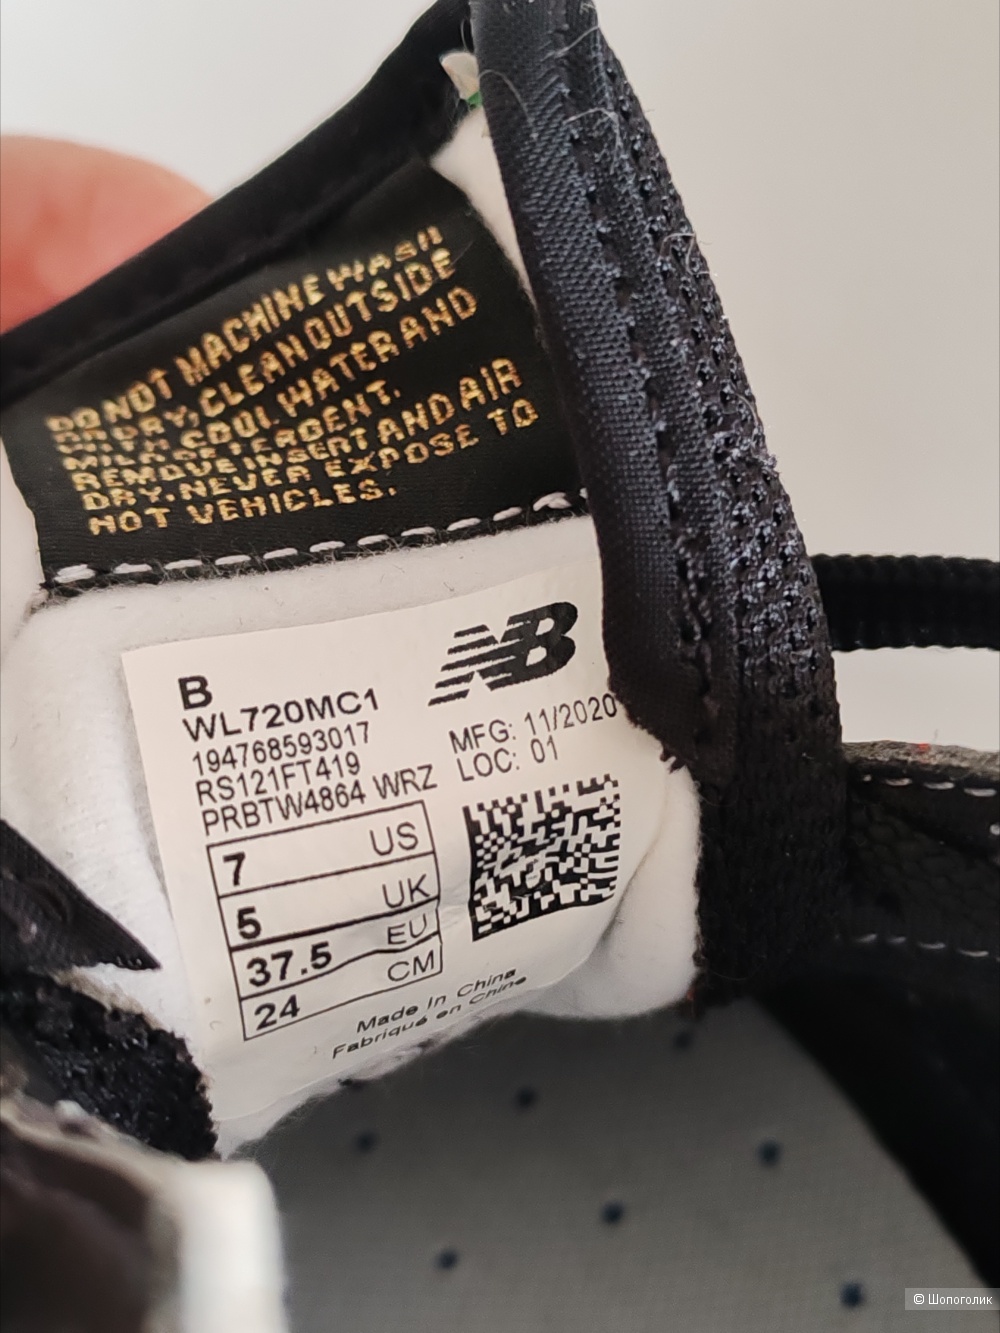 DO NOT MACHINE WASH
OR DRY, CLEAN OUTSIDE
WITH COOL WATER AND
MILD DETERGENT.
REMOVE INSERT AND AIR
DRY. NEVER EXPOSE TO
HOT VEHICLES.
NB
B
WL720MC1
194768593017
RS121FT419
PRBTW4864 WRZ
MFG: 11/2020
LOC: 01
7 US
5 UK
37.5 EU
24 CM
Made In China
Fabriqué en Chine
© Шопоголик